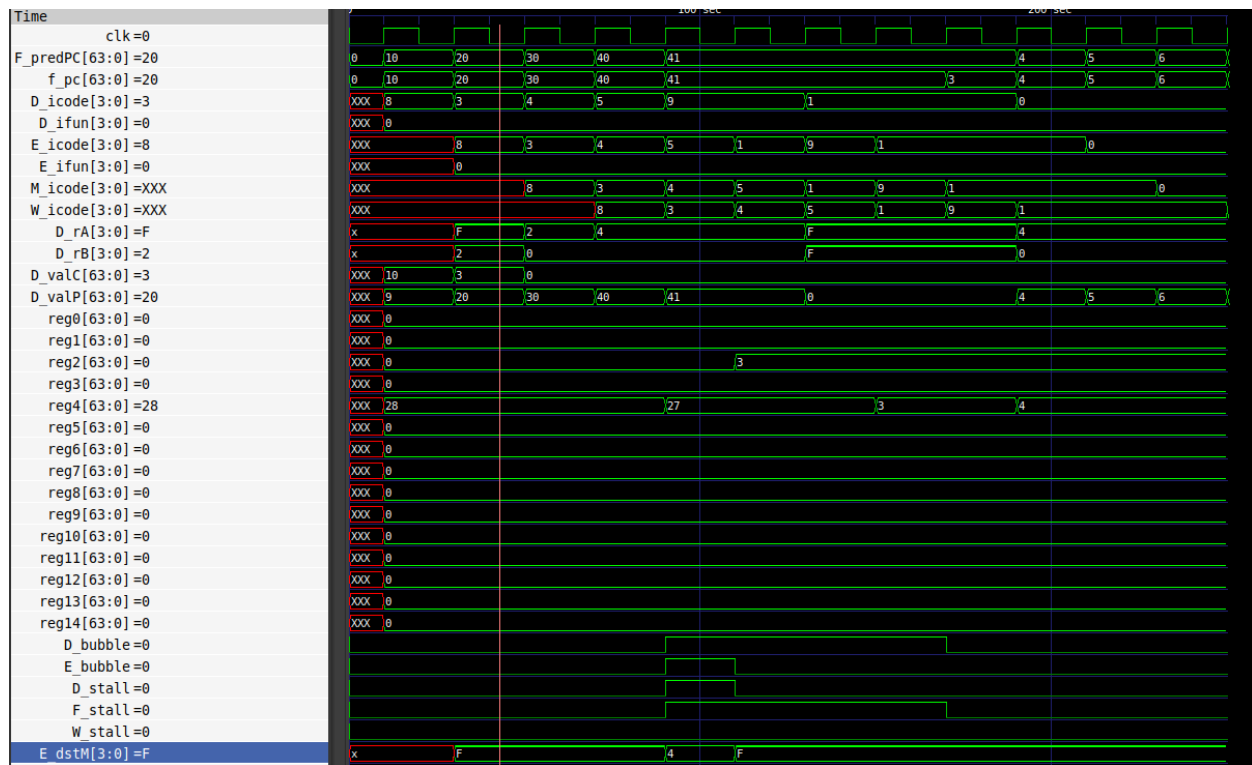 Time 100 sec 200 sec
clk=0
F_predPC[63:0]=20 0 10 20 30 40 41 4 5 6
f_pc[63:0]=20 0 10 20 30 40 41 3 4 5 6
D_icode[3:0]=3 XXX 8 3 4 5 9 1 0
D_ifun[3:0]=0 XXX 0
E_icode[3:0]=8 XXX 8 3 4 5 1 9 1 0
E_ifun[3:0]=0 XXX 0
M_icode[3:0]=XXX XXX 8 3 4 5 1 9 1 0
W_icode[3:0]=XXX XXX 8 3 4 5 1 9 1
D_rA[3:0]=F x F 2 4 F 4
D_rB[3:0]=2 x 2 0 F 0
D_valC[63:0]=3 XXX 10 3 0
D_valP[63:0]=20 XXX 9 20 30 40 41 0 4 5 6
reg0[63:0]=0 XXX 0
reg1[63:0]=0 XXX 0
reg2[63:0]=0 XXX 0 3
reg3[63:0]=0 XXX 0
reg4[63:0]=28 XXX 28 27 3 4
reg5[63:0]=0 XXX 0
reg6[63:0]=0 XXX 0
reg7[63:0]=0 XXX 0
reg8[63:0]=0 XXX 0
reg9[63:0]=0 XXX 0
reg10[63:0]=0 XXX 0
reg11[63:0]=0 XXX 0
reg12[63:0]=0 XXX 0
reg13[63:0]=0 XXX 0
reg14[63:0]=0 XXX 0
D_bubble=0
E_bubble=0
D_stall=0
F_stall=0
W_stall=0
E_dstM[3:0]=F x F 4 F